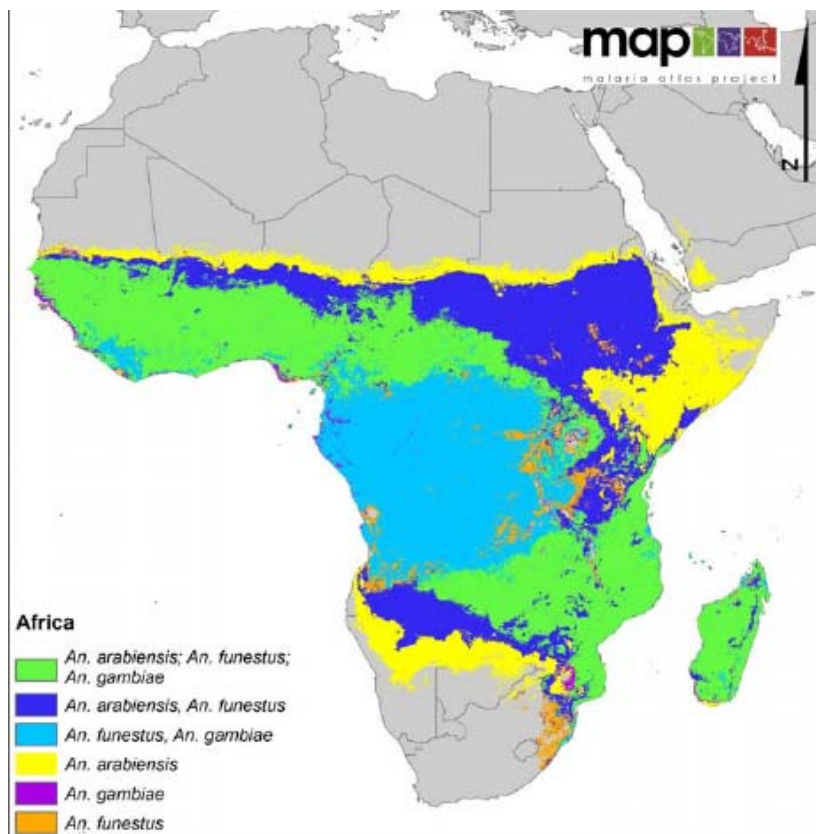 map
malaria atlas project
N
Africa
An. arabiensis; An. funestus;
An. gambiae
An. arabiensis, An. funestus
An. funestus, An. gambiae
An. arabiensis
An. gambiae
An. funestus